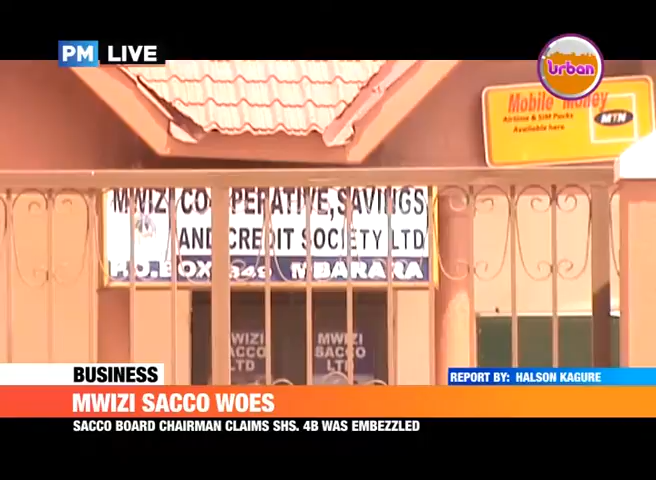 PM LIVE
Urban
Mobile Money
Airtime & SIM Packs
available here
MTN
MWIZI CO-OPERATIVE, SAVINGS
AND CREDIT SOCIETY LTD
P.O. BOX 349, MBARARA
MWIZI
SACCO
LTD
MWIZI
SACCO
LTD
BUSINESS
REPORT BY: HALSON KAGURE
MWIZI SACCO WOES
SACCO BOARD CHAIRMAN CLAIMS SHS. 4B WAS EMBEZZLED